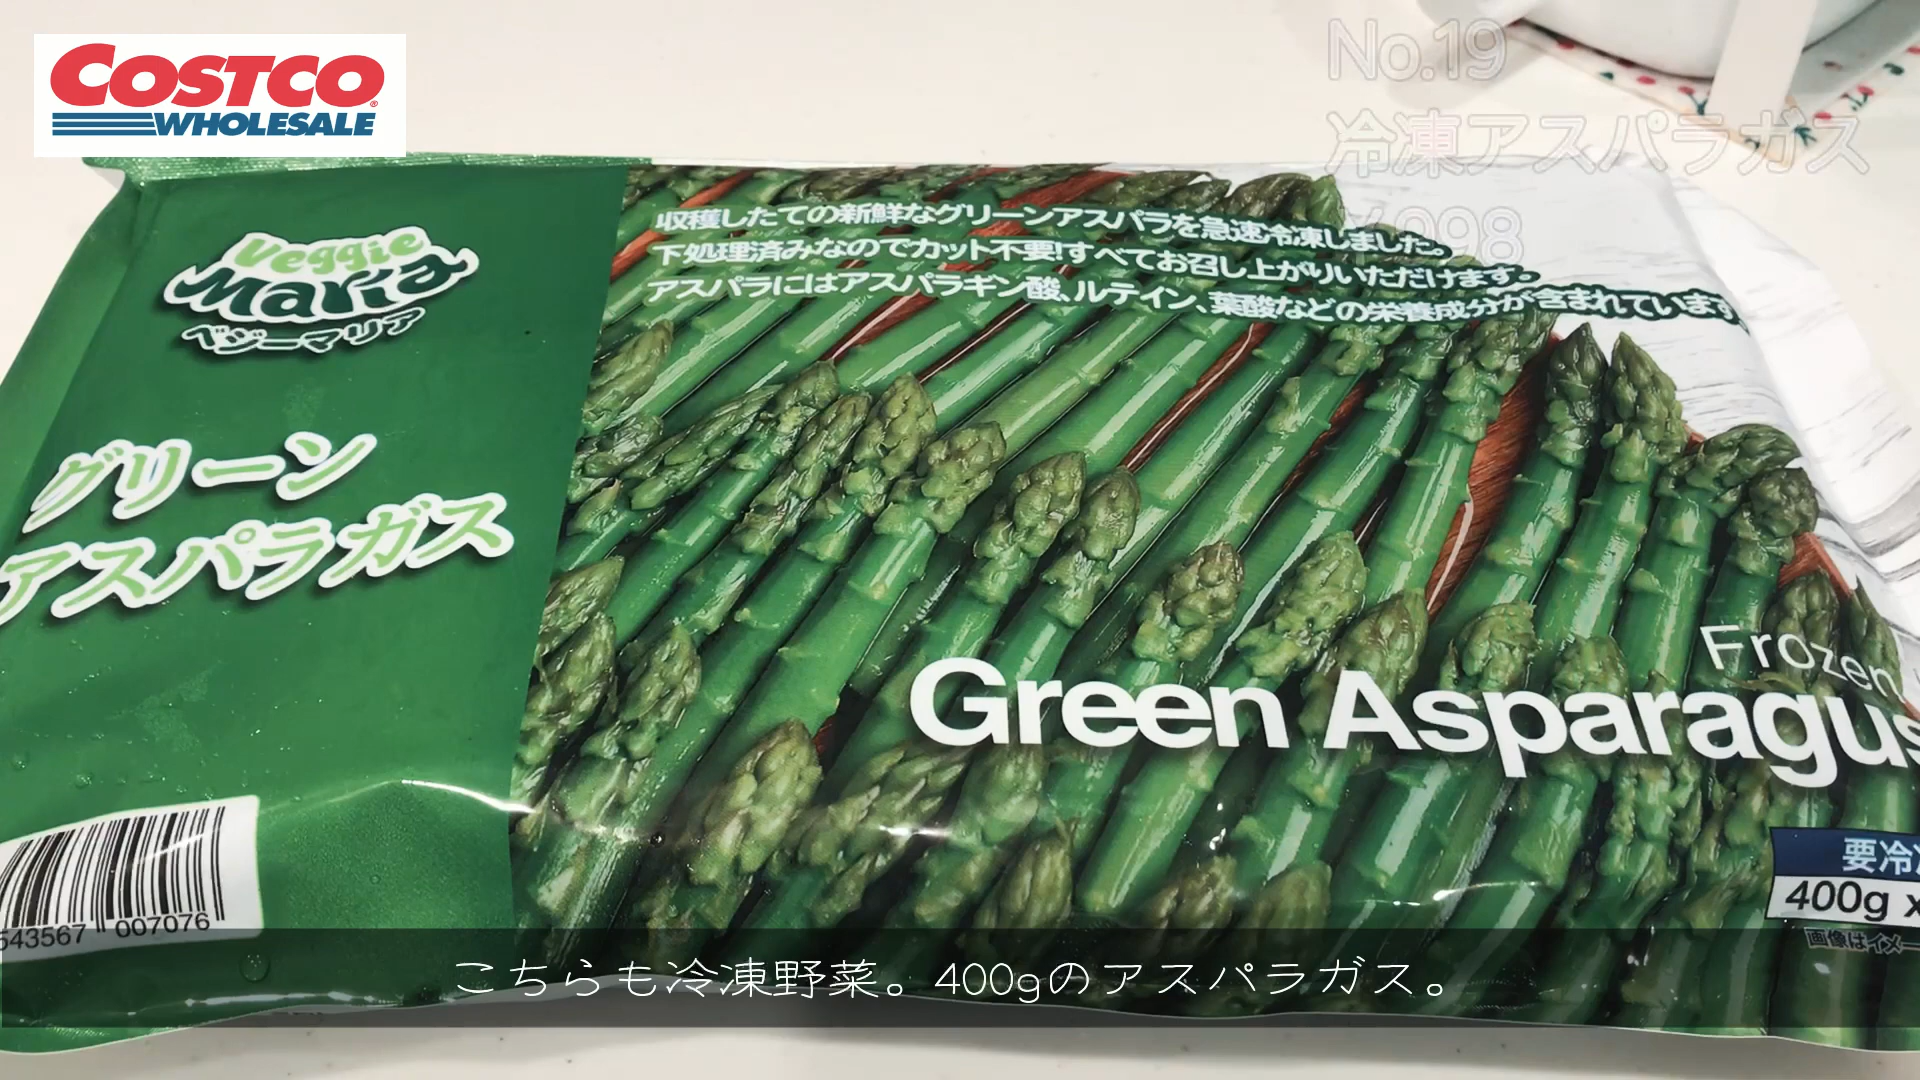 COSTCO
WHOLESALE
No.19
冷凍アスパラガス
収穫したての新鮮なグリーンアスパラを急速冷凍しました。
下処理済みなのでカット不要!すべてお召し上がりいただけます。
アスパラにはアスパラギン酸、ルテイン、葉酸などの栄養成分が含まれています
Veggie
Maria
ベジーマリア
グリーン
アスパラガス
Frozen
Green Asparagus
要冷
400g x
画像はイメー
543567 007076
こちらも冷凍野菜。400gのアスパラガス。